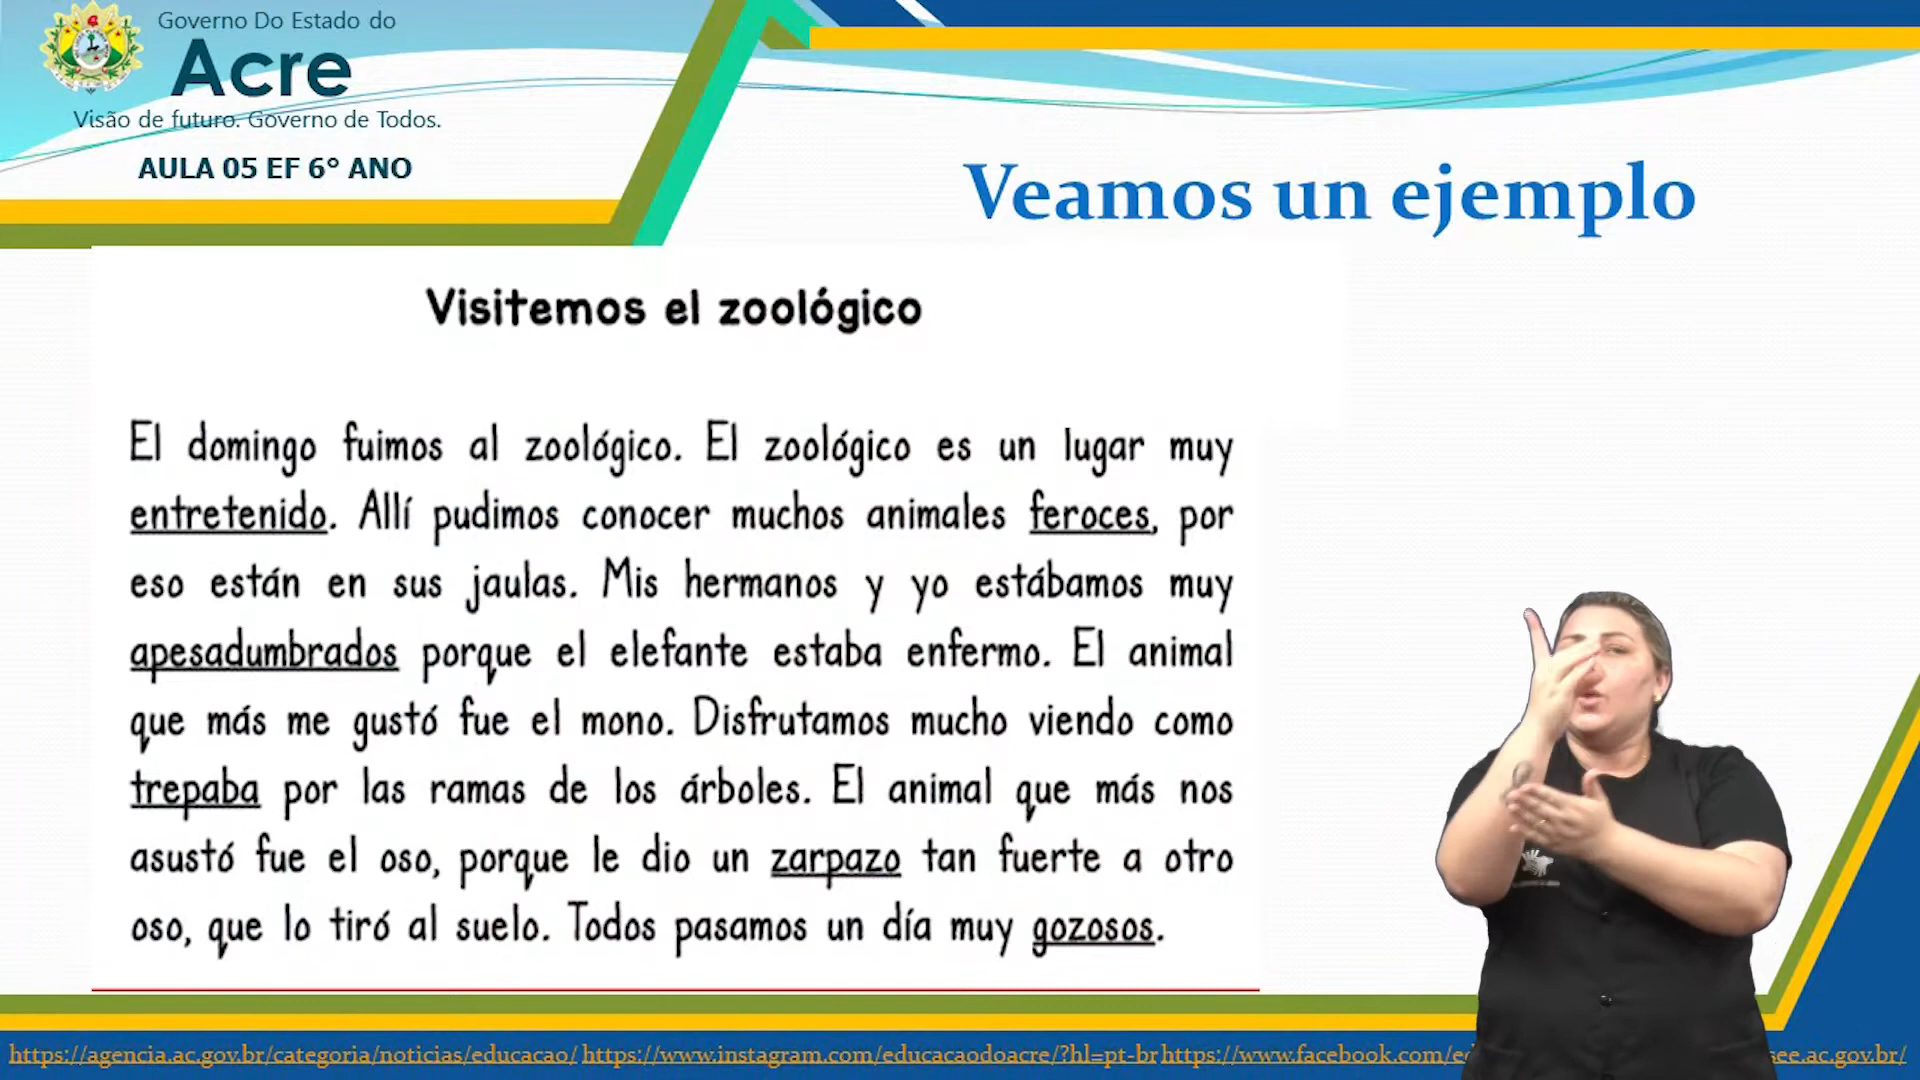 Governo Do Estado do
Acre
Visão de futuro. Governo de Todos.
AULA 05 EF 6° ANO
Veamos un ejemplo
Visitemos el zoológico
El domingo fuimos al zoológico. El zoológico es un lugar muy
entretenido. Allí pudimos conocer muchos animales feroces, por
eso están en sus jaulas. Mis hermanos y yo estábamos muy
apesadumbrados porque el elefante estaba enfermo. El animal
que más me gustó fue el mono. Disfrutamos mucho viendo como
trepaba por las ramas de los árboles. El animal que más nos
asustó fue el oso, porque le dio un zarpazo tan fuerte a otro
oso, que lo tiró al suelo. Todos pasamos un día muy gozosos.
https://agencia.ac.gov.br/categoria/noticias/educacao/ https://www.instagram.com/educacaodoacre/?hl=pt-br https://www.facebook.com/e see.ac.gov.br/